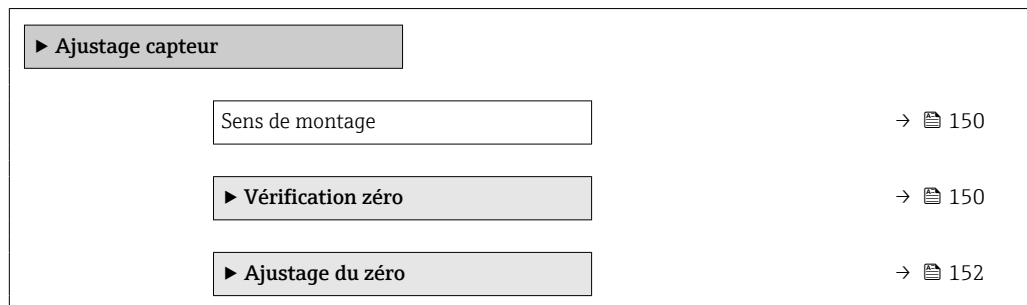 ▶ Ajustage capteur
Sens de montage → 150
▶ Vérification zéro → 150
▶ Ajustage du zéro → 152